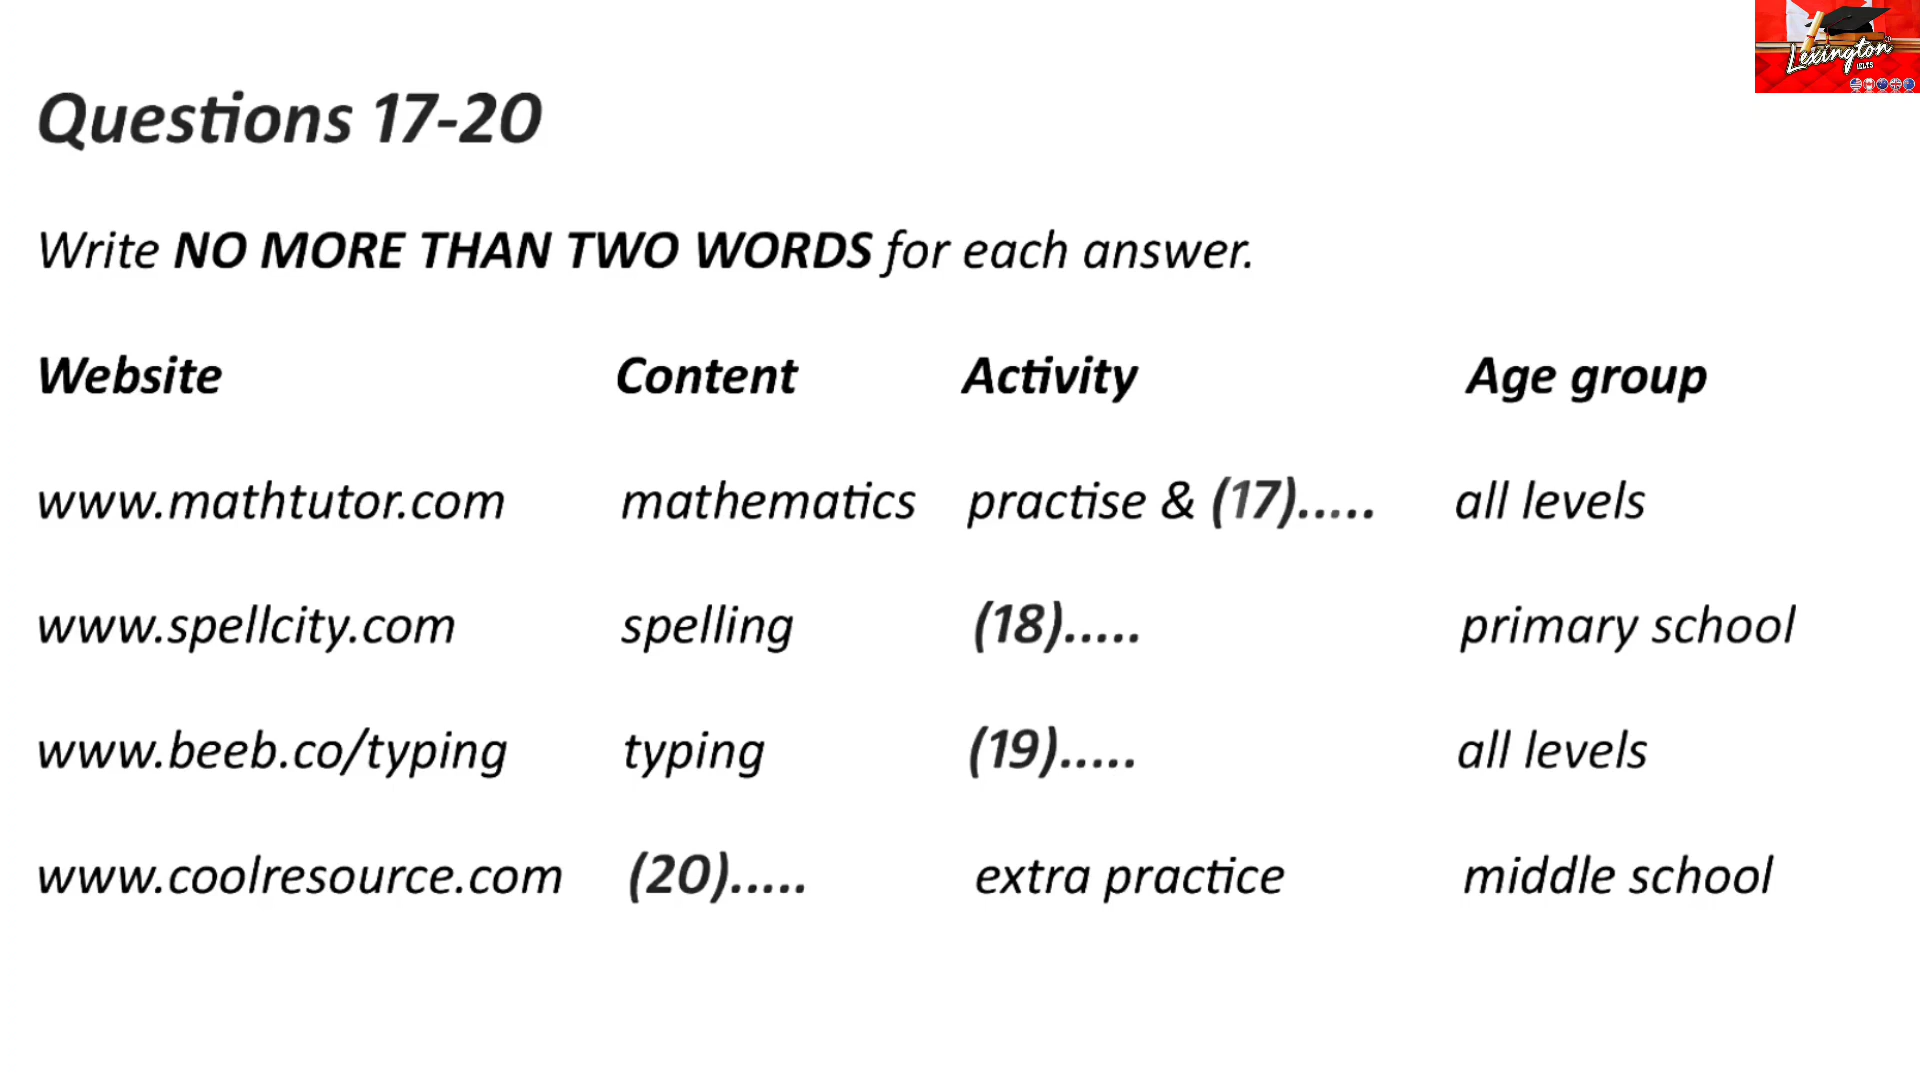 Lexington
IELTS
Questions 17-20
Write NO MORE THAN TWO WORDS for each answer.
Website Content Activity Age group
www.mathtutor.com mathematics practise & (17)..... all levels
www.spellcity.com spelling (18)..... primary school
www.beeb.co/typing typing (19)..... all levels
www.coolresource.com (20)..... extra practice middle school